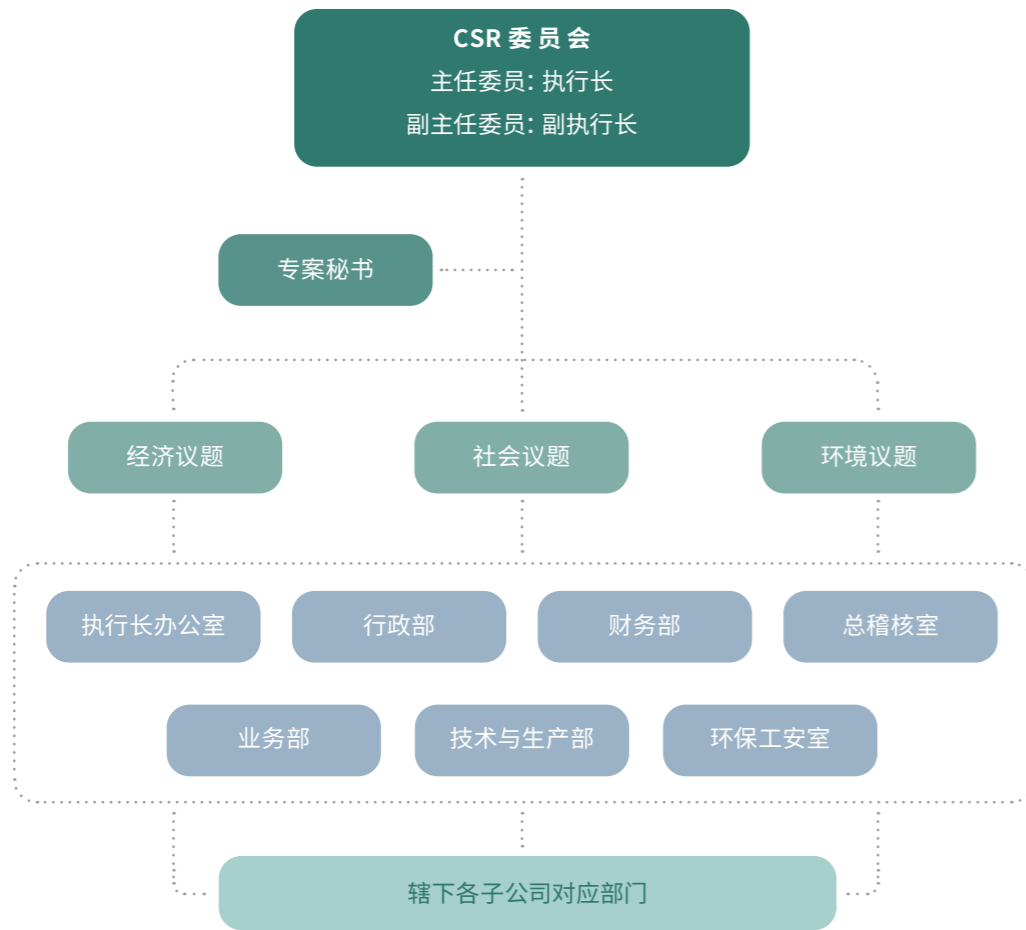 CSR 委员会
主任委员：执行长
副主任委员：副执行长
专案秘书
经济议题
社会议题
环境议题
执行长办公室
行政部
财务部
总稽核室
业务部
技术与生产部
环保工安室
辖下各子公司对应部门